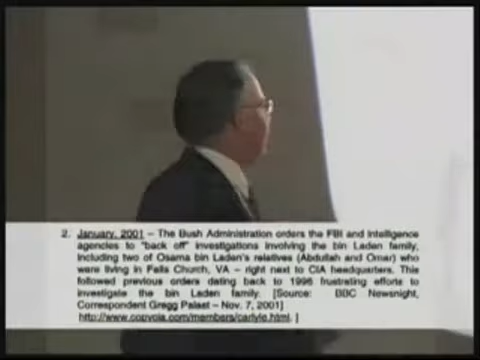 2. January, 2001 – The Bush Administration orders the FBI and intelligence
agencies to "back off" investigations involving the bin Laden family,
including two of Osama bin Laden's relatives (Abdullah and Omar) who
were living in Falls Church, VA – right next to CIA headquarters. This
followed previous orders dating back to 1996 frustrating efforts to
investigate the bin Laden family. [Source: BBC Newsnight,
Correspondent Gregg Palast – Nov. 7, 2001]
http://www.copvcia.com/members/carlyle.html. ]